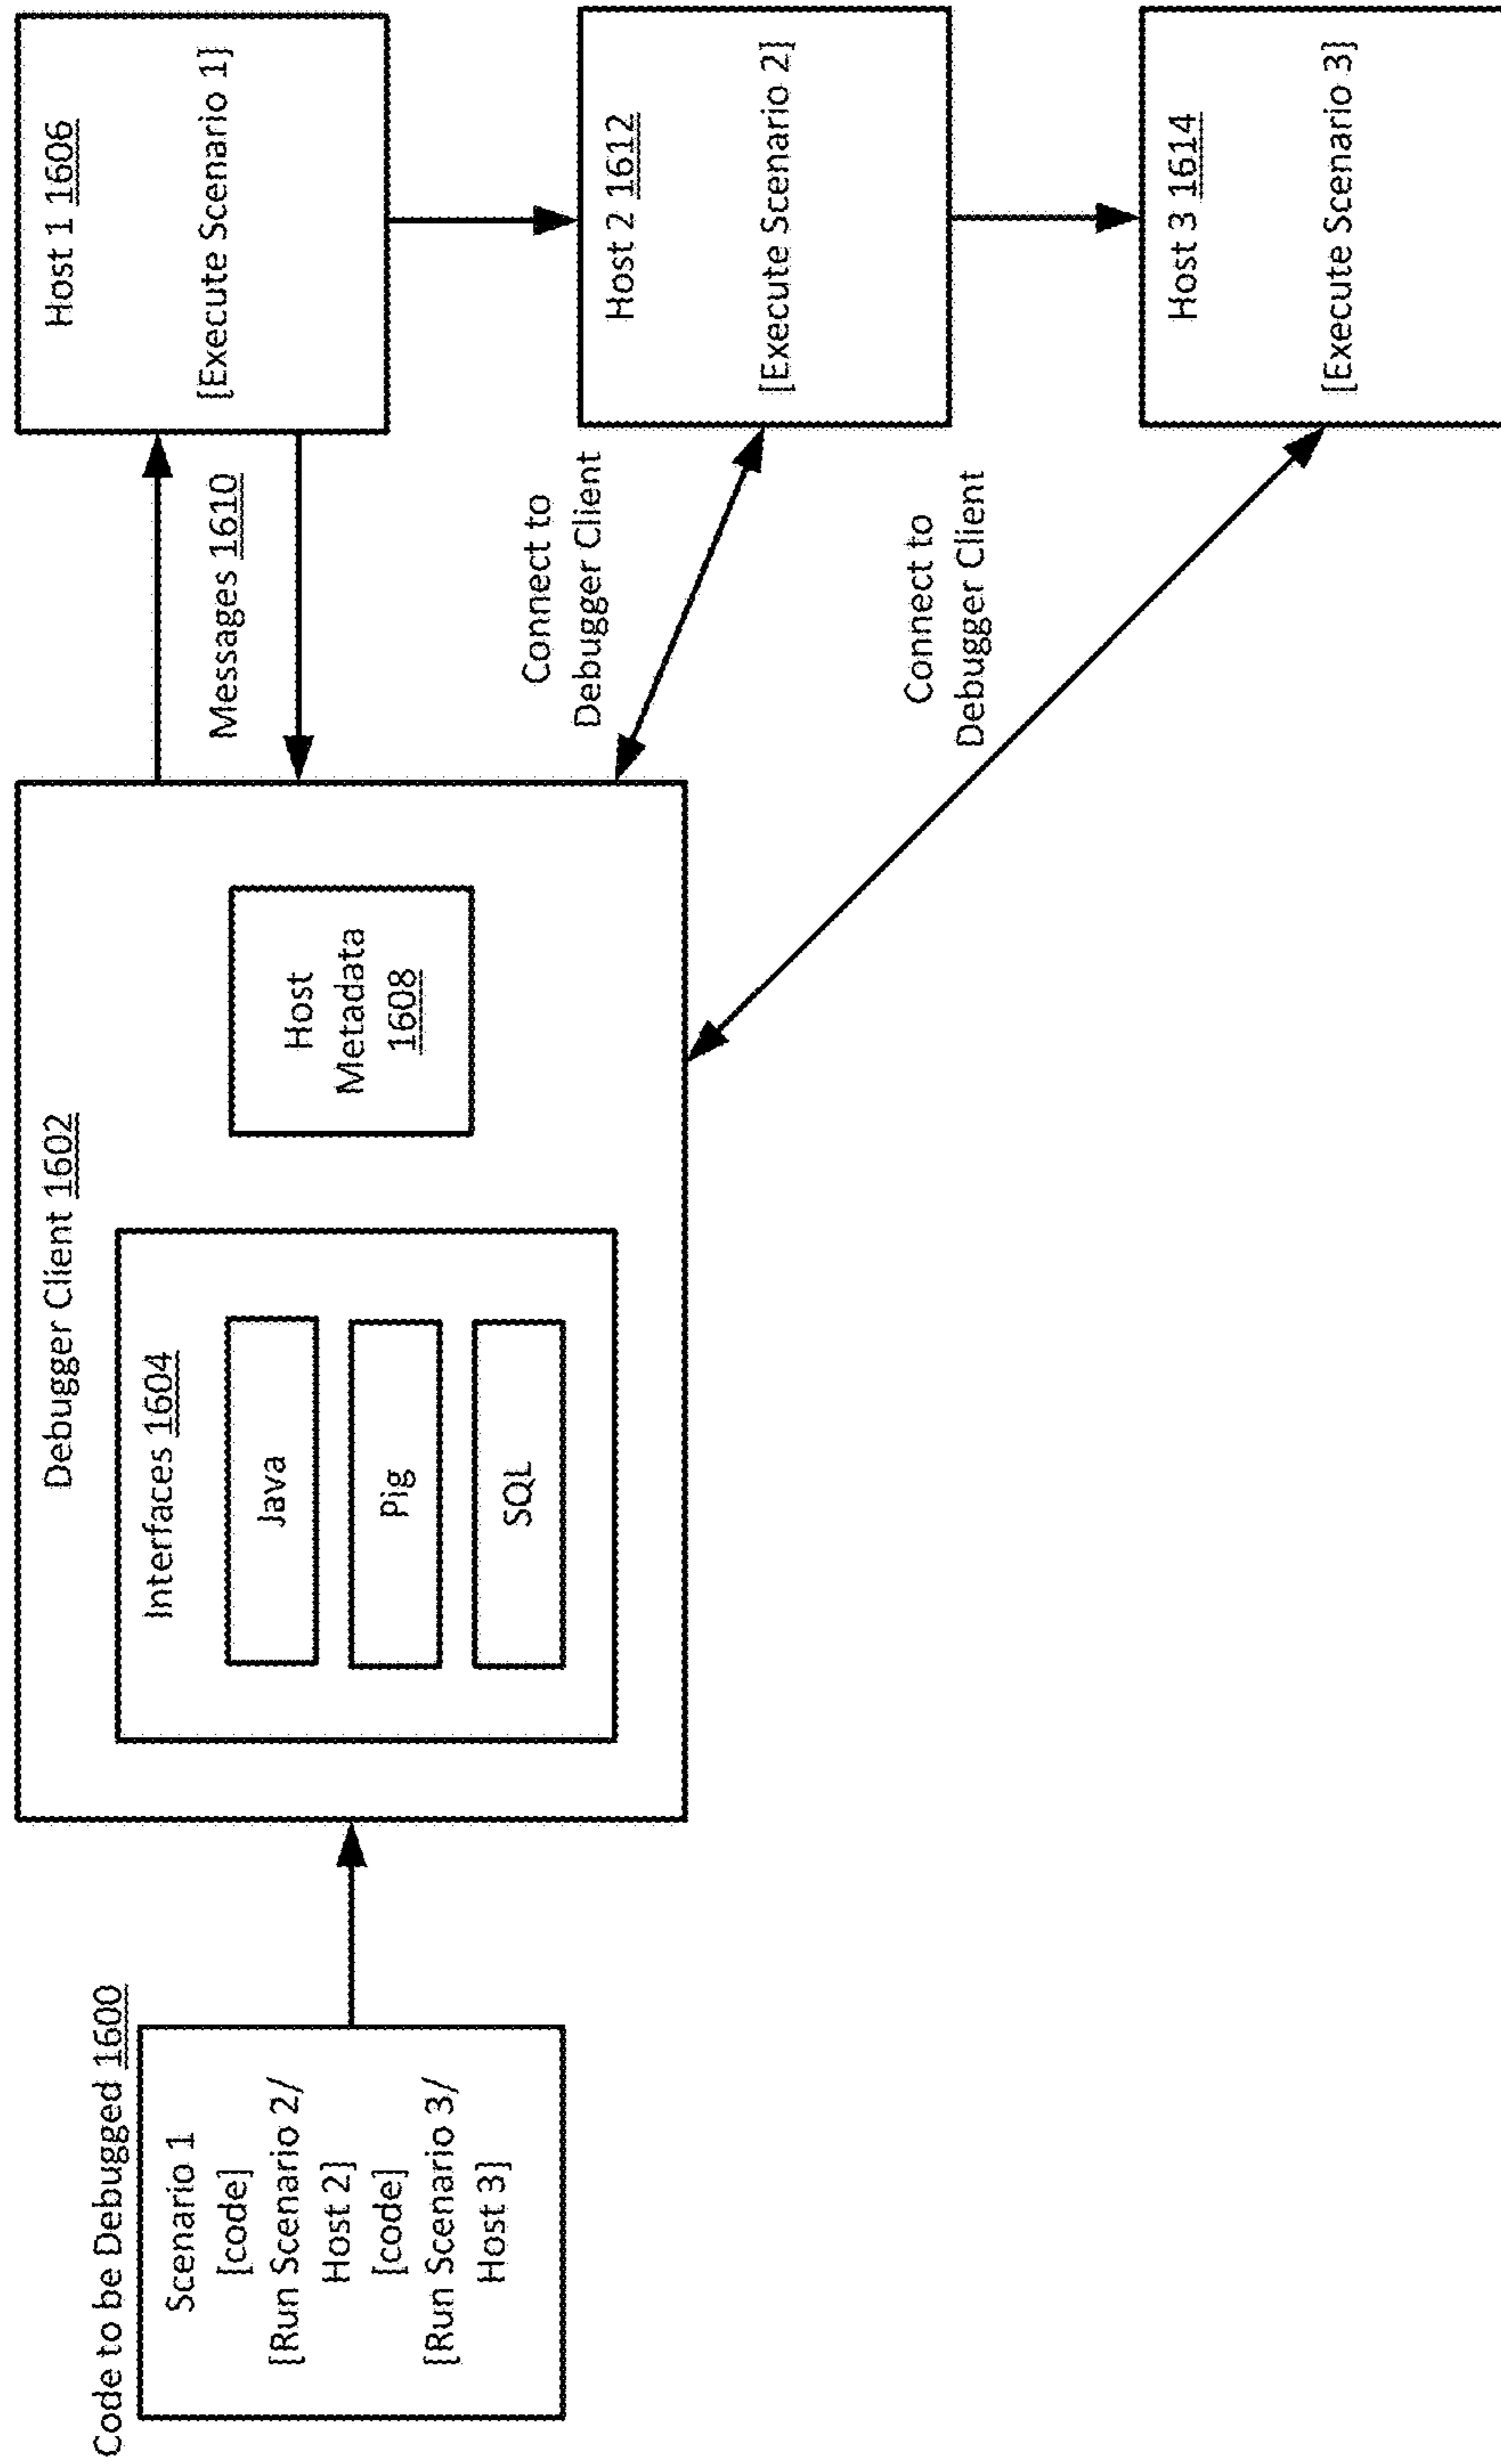 Code to be Debugged 1600
Scenario 1
[code]
[Run Scenario 2/
Host 2]
[code]
[Run Scenario 3/
Host 3]
Debugger Client 1602
Interfaces 1604
Java
Pig
SQL
Host
Metadata
1608
Messages 1610
Connect to
Debugger Client
Connect to
Debugger Client
Host 1 1606
[Execute Scenario 1]
Host 2 1612
[Execute Scenario 2]
Host 3 1614
[Execute Scenario 3]